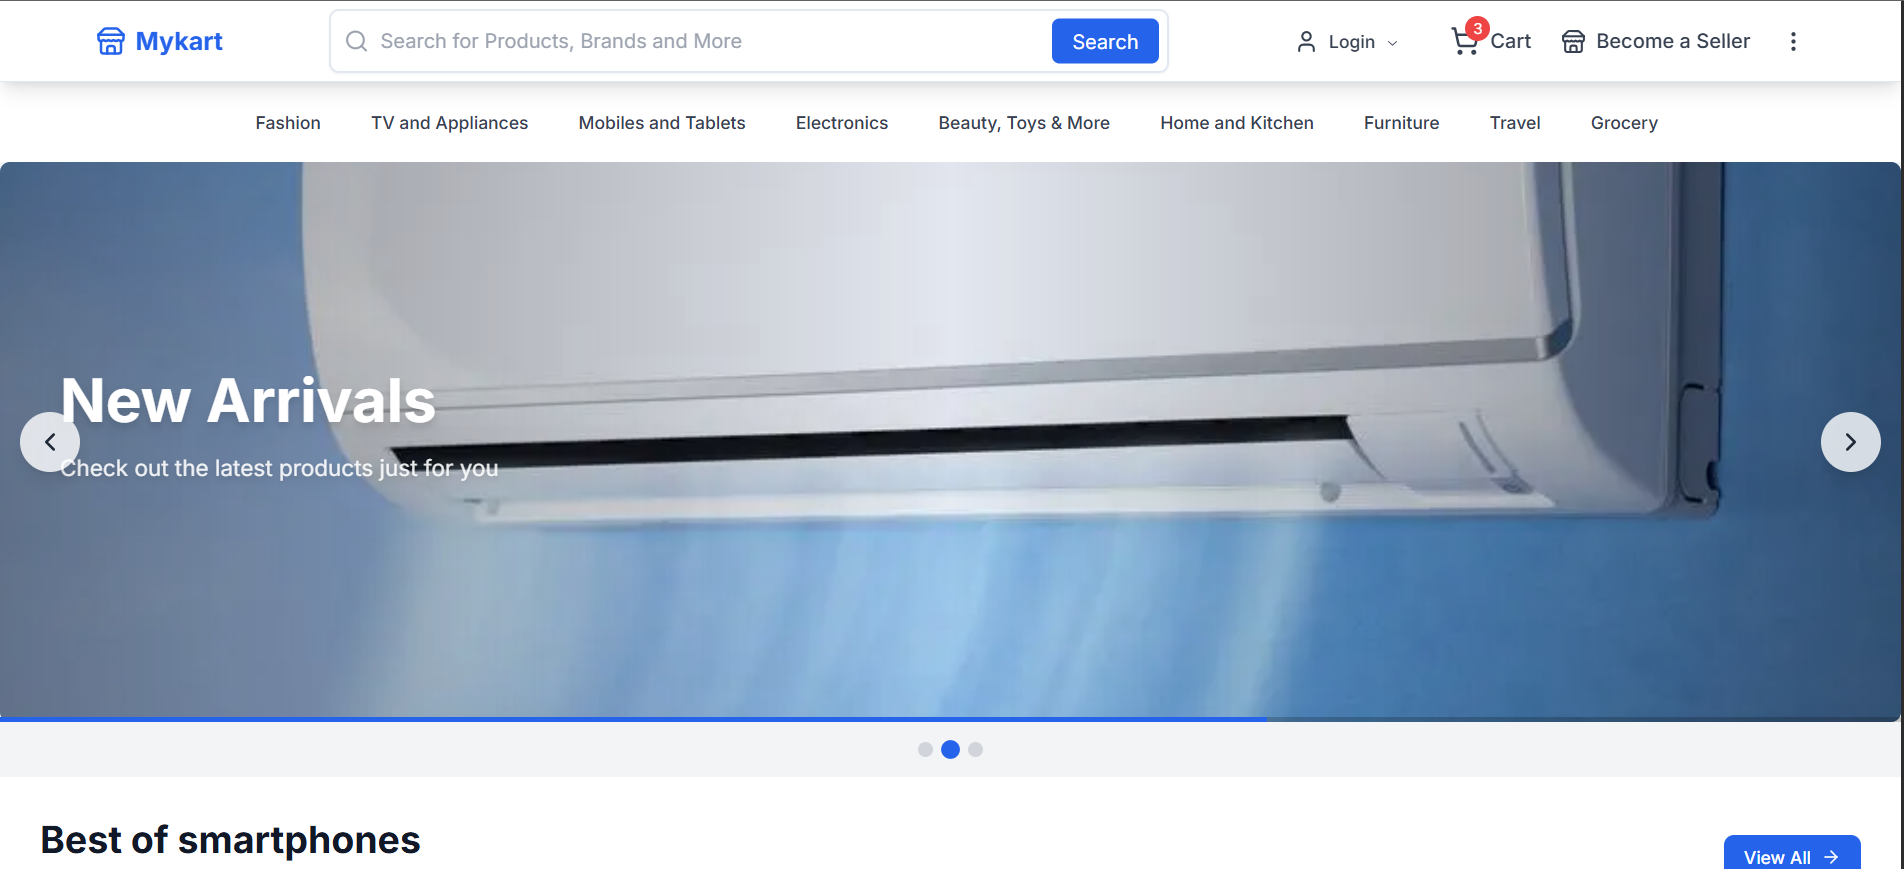 Mykart
Search for Products, Brands and More
Search
Login
3
Cart
Become a Seller
Fashion
TV and Appliances
Mobiles and Tablets
Electronics
Beauty, Toys & More
Home and Kitchen
Furniture
Travel
Grocery
New Arrivals
Check out the latest products just for you
Best of smartphones
View All